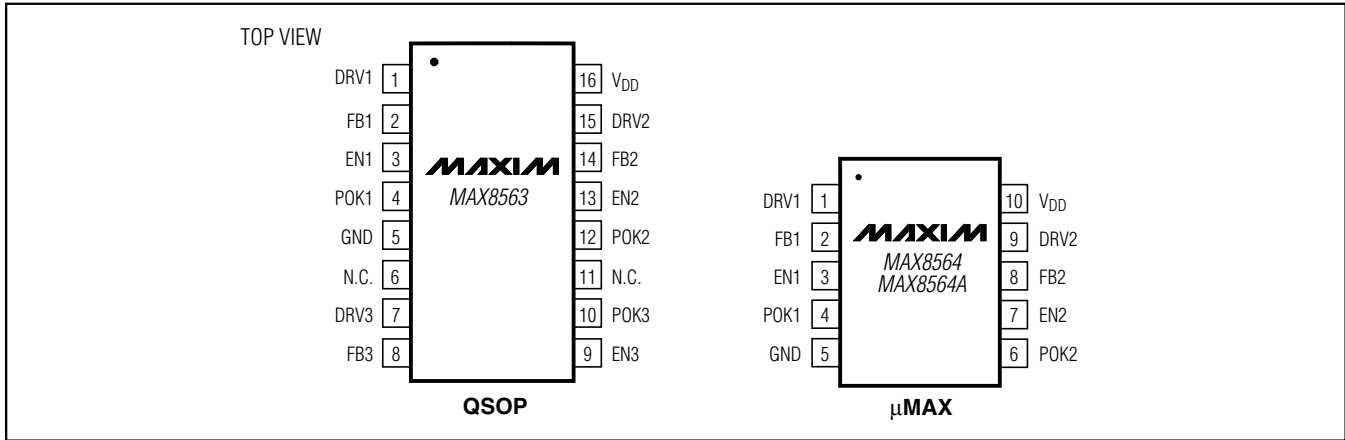 TOP VIEW
DRV1 1 16 VDD
FB1 2 15 DRV2
EN1 3 14 FB2
POK1 4 13 EN2
GND 5 12 POK2
N.C. 6 11 N.C.
DRV3 7 10 POK3
FB3 8 9 EN3
MAXIM
MAX8563
QSOP
DRV1 1 10 VDD
FB1 2 9 DRV2
EN1 3 8 FB2
POK1 4 7 EN2
GND 5 6 POK2
MAXIM
MAX8564
MAX8564A
μMAX